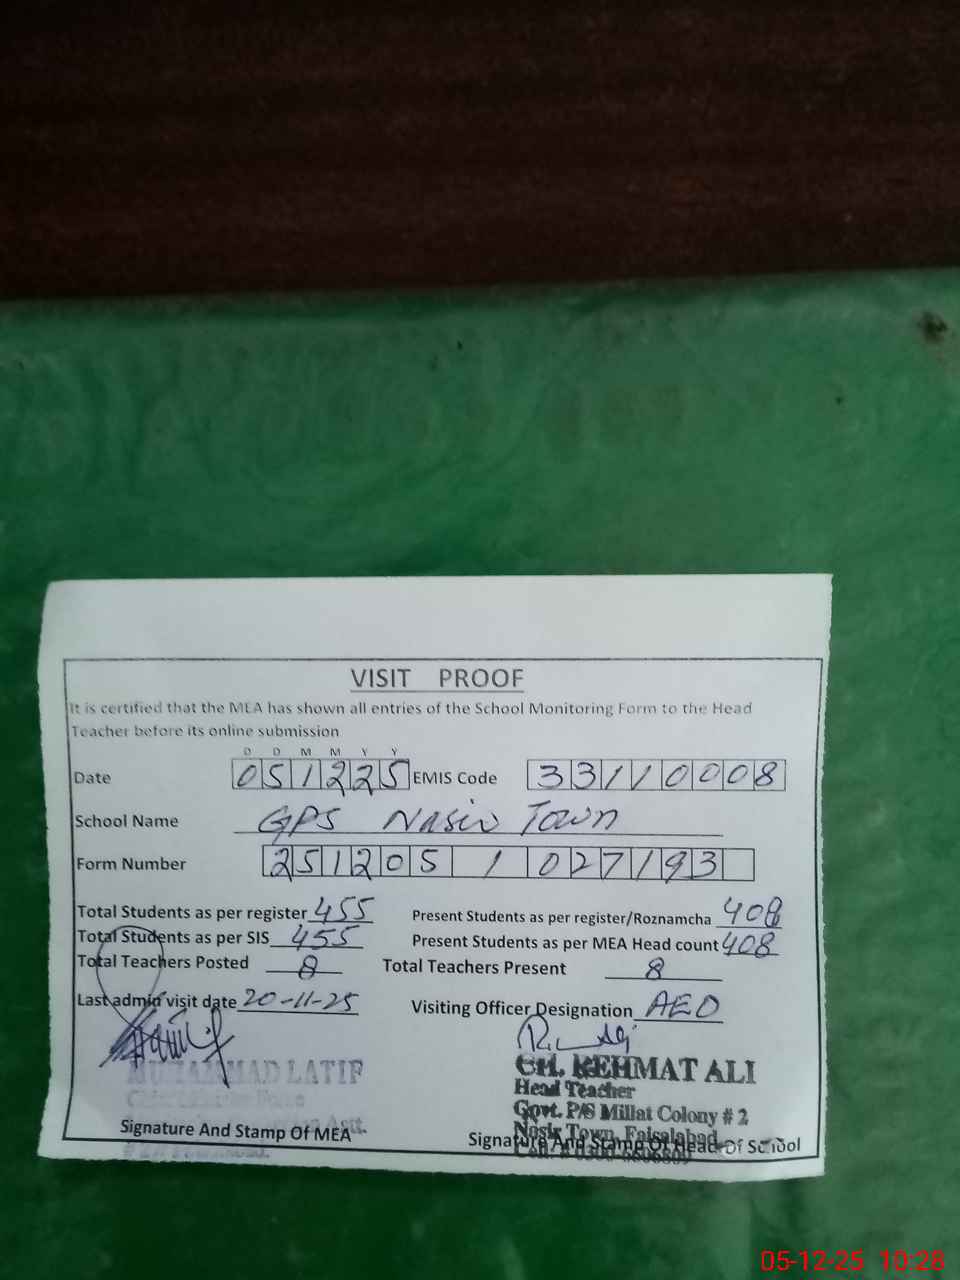 VISIT PROOF
It is certified that the MEA has shown all entries of the School Monitoring Form to the Head
Teacher before its online submission
D D M M Y Y
Date 051225 EMIS Code 33110008
School Name GPS Nasir Town
Form Number 251205 1 027193
Total Students as per register 455 Present Students as per register/Roznamcha 408
Total Students as per SIS 455 Present Students as per MEA Head count 408
Total Teachers Posted 8 Total Teachers Present 8
Last admin visit date 20-11-25 Visiting Officer Designation AEO
MUHAMMAD LATIF
CH. REHMAT ALI
Head Teacher
Govt. P/S Millat Colony # 2
Nasir Town, Faisalabad
Signature And Stamp Of MEA
Signature And Stamp Of Head Of School
05-12-25 10:28